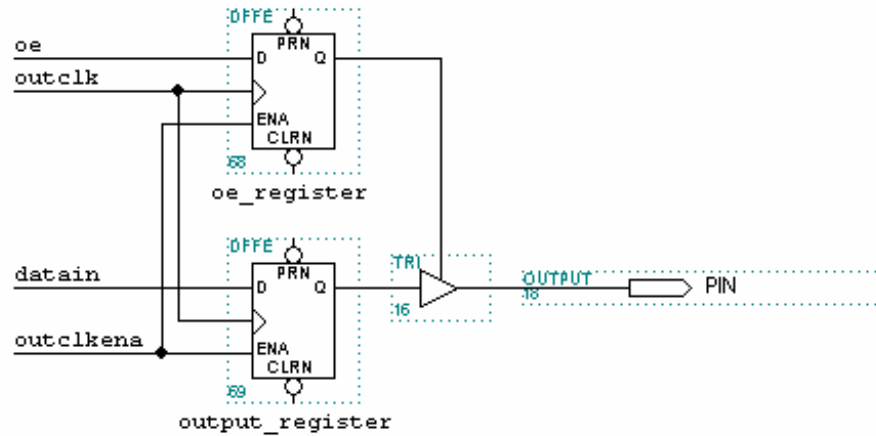 DFFE
oe
PRN
D Q
outclk
ENA
CLRN
68
oe_register
DFFE
PRN
TRI
datain
D Q
OUTPUT
PIN
18
16
outclkena
ENA
CLRN
69
output_register